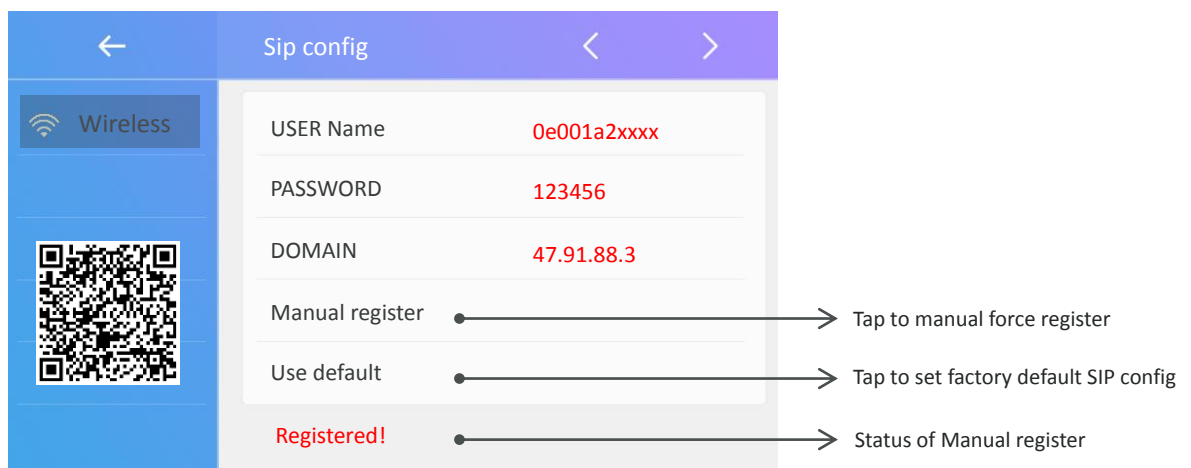 Sip config
Wireless
USER Name 0e001a2xxxx
PASSWORD 123456
DOMAIN 47.91.88.3
Manual register Tap to manual force register
Use default Tap to set factory default SIP config
Registered! Status of Manual register